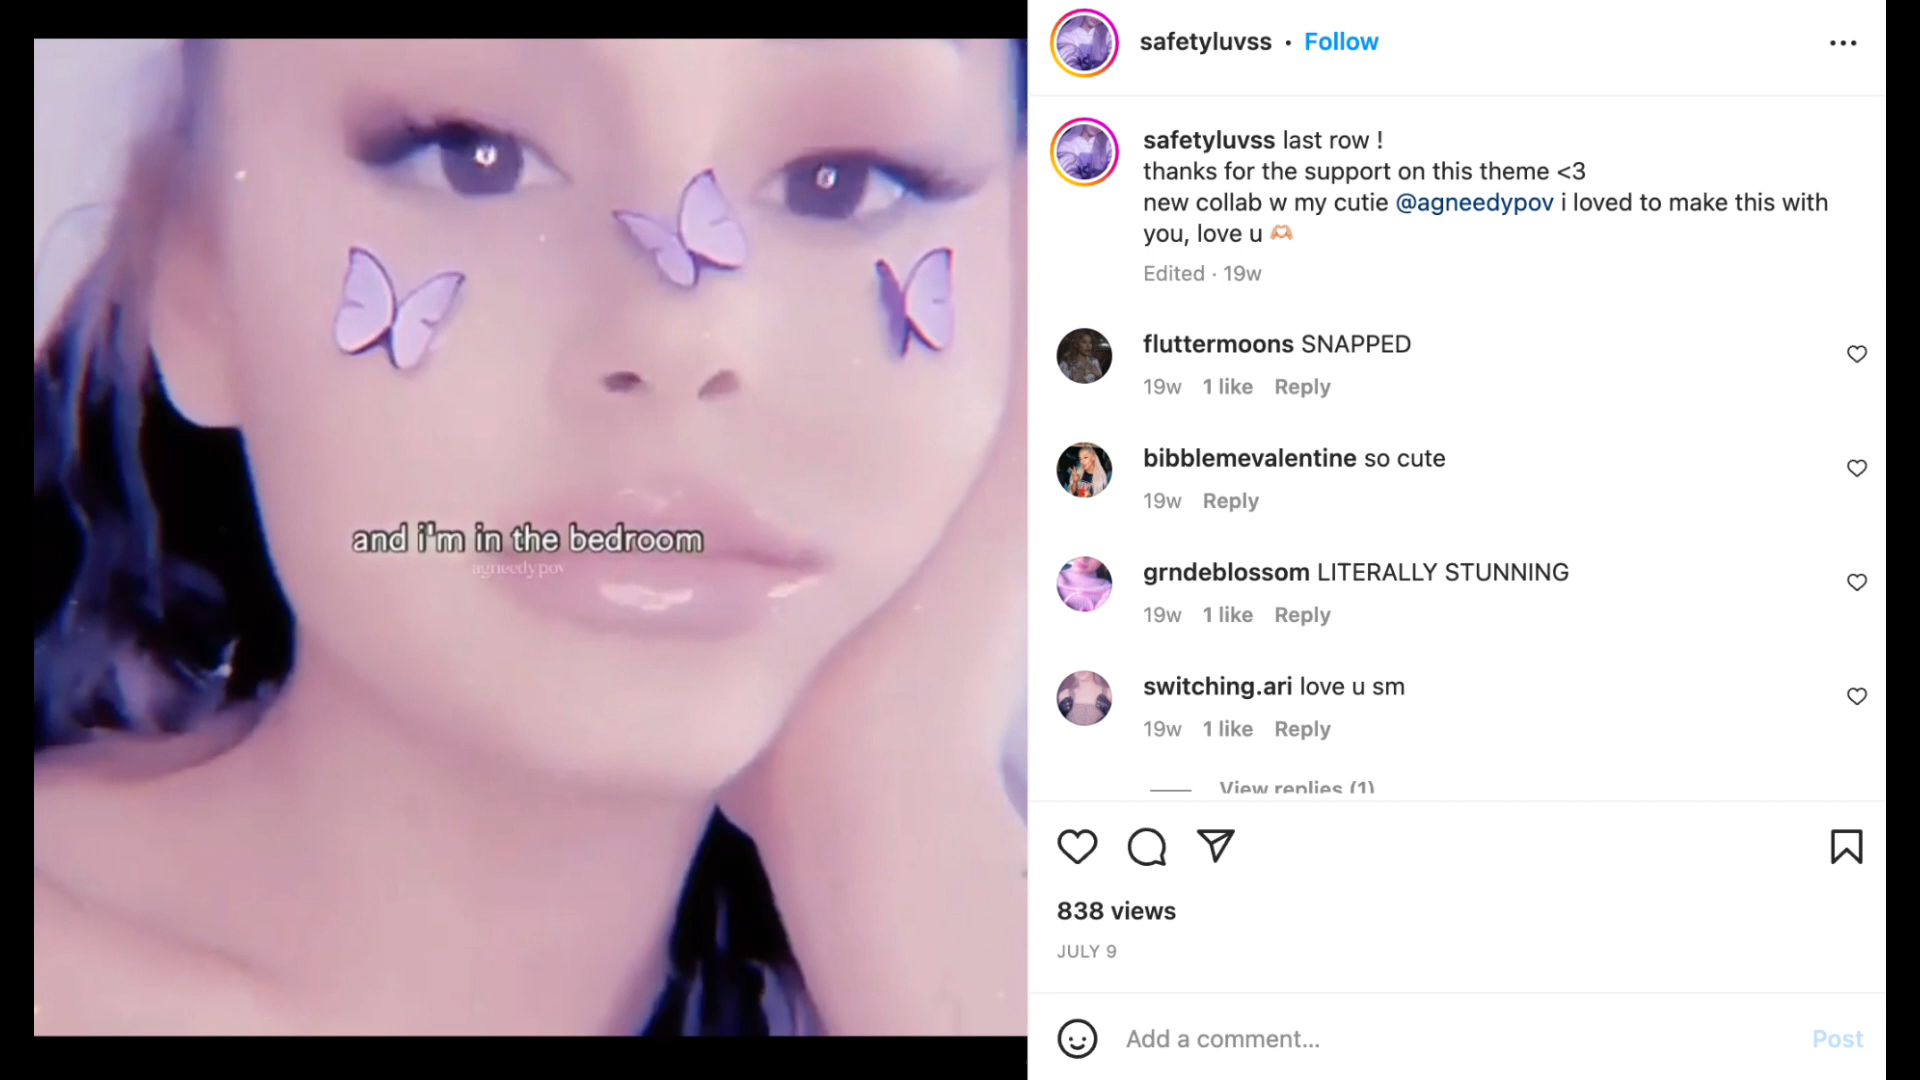 and i'm in the bedroom
agneedypov
safetyluvss • Follow
safetyluvss last row !
thanks for the support on this theme <3
new collab w my cutie @agneedypov i loved to make this with
you, love u 🫶🏼
Edited · 19w
fluttermoons SNAPPED
19w 1 like Reply
bibblemevalentine so cute
19w Reply
grndeblossom LITERALLY STUNNING
19w 1 like Reply
switching.ari love u sm
19w 1 like Reply
View replies (1)
838 views
JULY 9
Add a comment...
Post